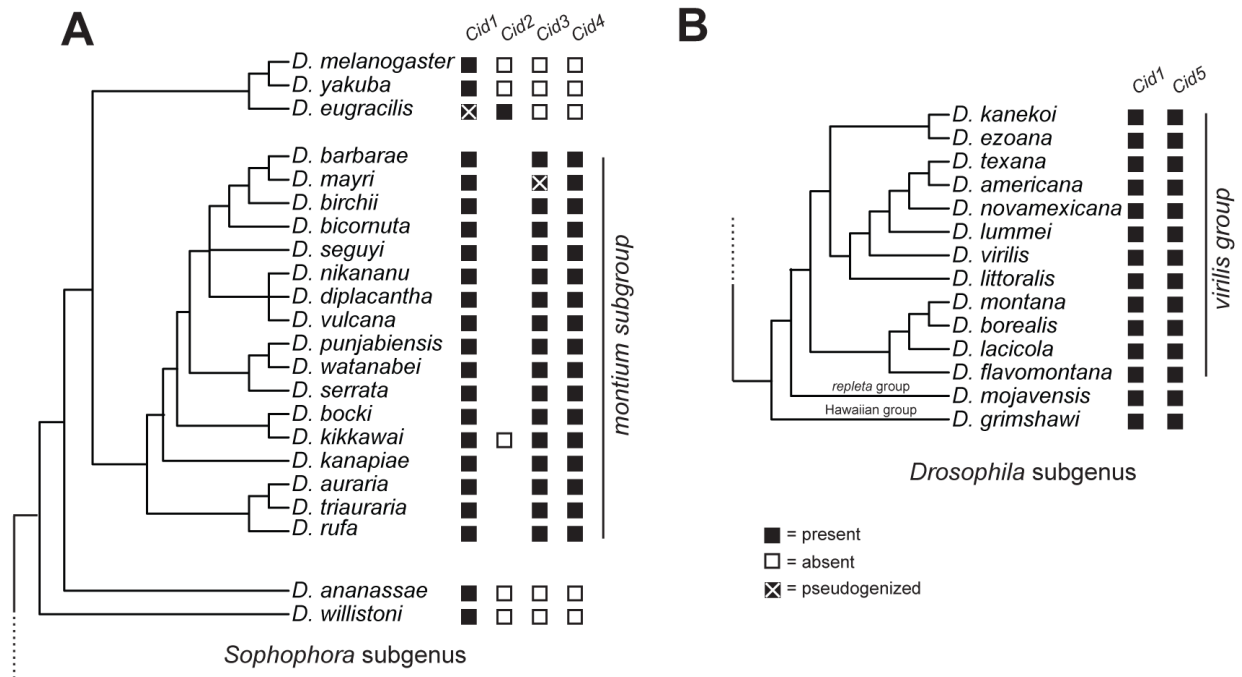 A
Cid1 Cid2 Cid3 Cid4
D. melanogaster
D. yakuba
D. eugracilis
D. barbarae
D. mayri
D. birchii
D. bicornuta
D. seguyi
D. nikananu
D. diplacantha
D. vulcana
D. punjabiensis
D. watanabei
D. serrata
D. bocki
D. kikkawai
D. kanapiae
D. auraria
D. triauraria
D. rufa
montium subgroup
D. ananassae
D. willistoni
Sophophora subgenus
B
Cid1 Cid5
D. kanekoi
D. ezoana
D. texana
D. americana
D. novamexicana
D. lummei
D. virilis
D. littoralis
D. montana
D. borealis
D. lacicola
D. flavomontana
repleta group D. mojavensis
Hawaiian group D. grimshawi
virilis group
Drosophila subgenus
= present
= absent
= pseudogenized